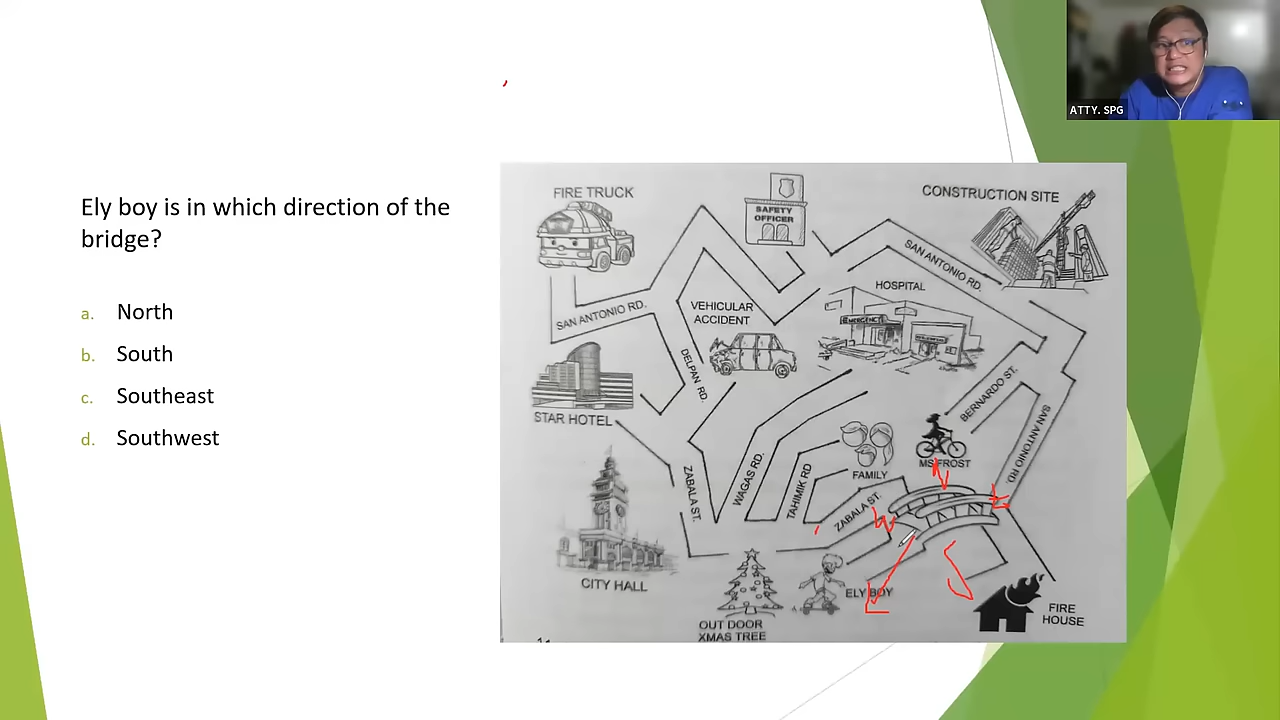 ATTY. SPG
Ely boy is in which direction of the
bridge?
a. North
b. South
c. Southeast
d. Southwest
FIRE TRUCK
SAFETY
OFFICER
CONSTRUCTION SITE
SAN ANTONIO RD.
HOSPITAL
EMERGENCY
VEHICULAR
ACCIDENT
SAN ANTONIO RD.
DELPAN RD.
BERNARDO ST.
STAR HOTEL
SAN ANTONIO RD.
MS FROST
N
FAMILY
WAGAS RD.
TAHIMIK RD
ZABALA ST.
ZABALA ST.
W
E
CITY HALL
ELY BOY
S
FIRE
HOUSE
OUT DOOR
XMAS TREE